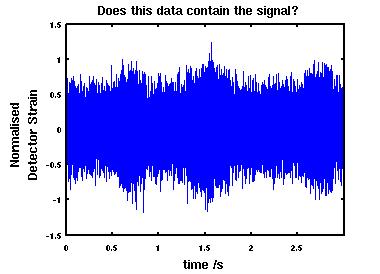 Does this data contain the signal?
1.5
1
0.5
0
-0.5
-1
-1.5
Normalised
Detector Strain
0 0.5 1 1.5 2 2.5
time /s